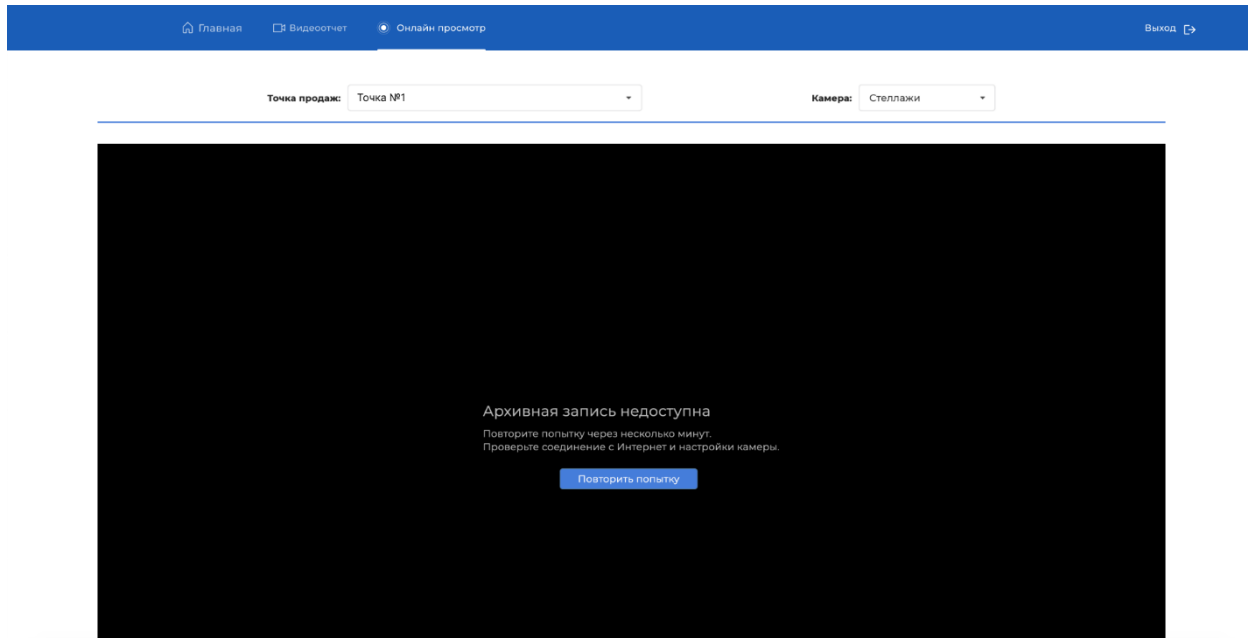 Главная Видеоотчет Онлайн просмотр Выход
Точка продаж: Точка №1 Камера: Стеллажи
Архивная запись недоступна
Повторите попытку через несколько минут.
Проверьте соединение с Интернет и настройки камеры.
Повторить попытку